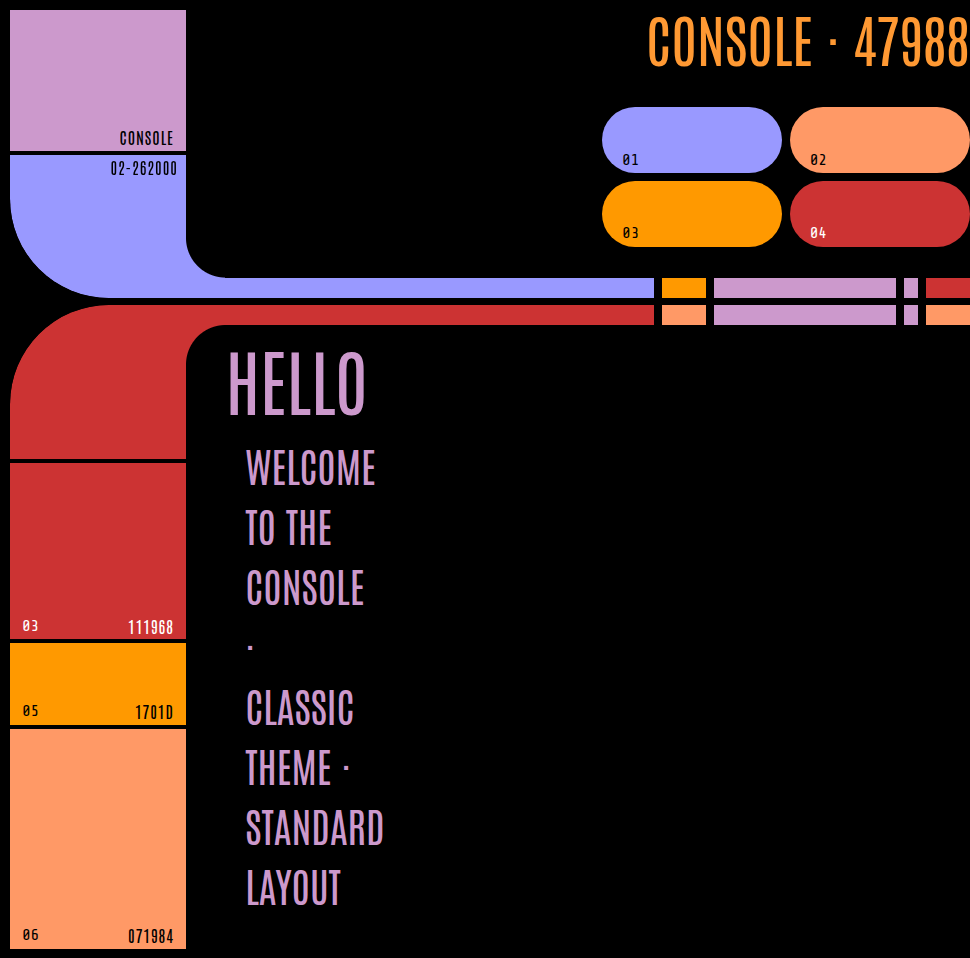 CONSOLE · 47988
CONSOLE
02-262000
01
02
03
04
HELLO
WELCOME
TO THE
CONSOLE
·
CLASSIC
THEME ·
STANDARD
LAYOUT
03 111968
05 1701D
06 071984